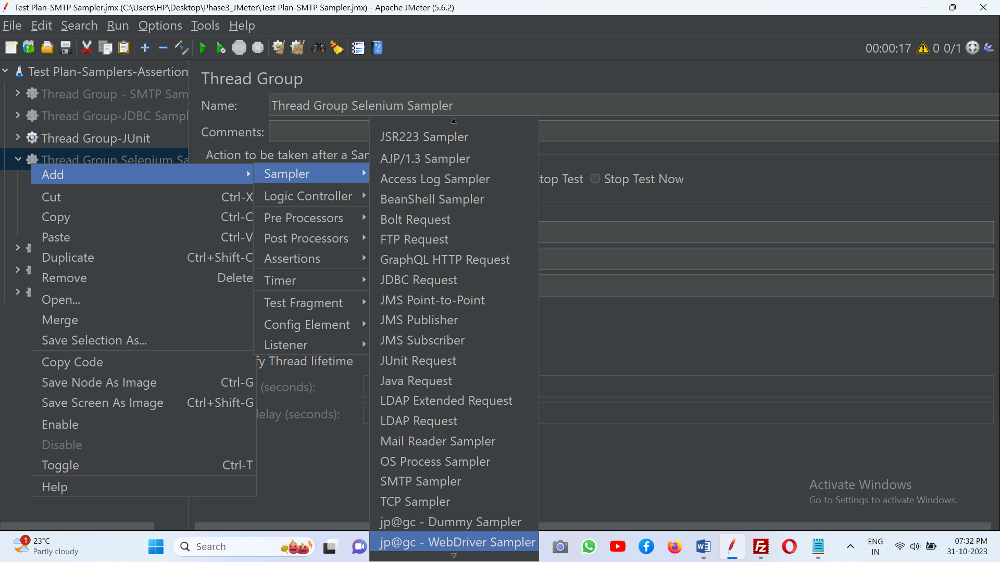 Test Plan-SMTP Sampler.jmx (C:\Users\HP\Desktop\Phase3_JMeter\Test Plan-SMTP Sampler.jmx) - Apache JMeter (5.6.2)
File Edit Search Run Options Tools Help
STOP
00:00:17 0 0/1
Test Plan-Samplers-Assertion
Thread Group - SMTP Sam
Thread Group-JDBC Sampl
Thread Group-JUnit
Thread Group Selenium Sa
Thread Group
Name: Thread Group Selenium Sampler
Comments:
Action to be taken after a Sam
top Test Stop Test Now
fy Thread lifetime
(seconds):
delay (seconds):
Add
Cut Ctrl-X
Copy Ctrl-C
Paste Ctrl-V
Duplicate Ctrl+Shift-C
Remove Delete
Open...
Merge
Save Selection As...
Copy Code
Save Node As Image Ctrl-G
Save Screen As Image Ctrl+Shift-G
Enable
Disable
Toggle Ctrl-T
Help
Sampler
Logic Controller
Pre Processors
Post Processors
Assertions
Timer
Test Fragment
Config Element
Listener
JSR223 Sampler
AJP/1.3 Sampler
Access Log Sampler
BeanShell Sampler
Bolt Request
FTP Request
GraphQL HTTP Request
JDBC Request
JMS Point-to-Point
JMS Publisher
JMS Subscriber
JUnit Request
Java Request
LDAP Extended Request
LDAP Request
Mail Reader Sampler
OS Process Sampler
SMTP Sampler
TCP Sampler
jp@gc - Dummy Sampler
jp@gc - WebDriver Sampler
Activate Windows
Go to Settings to activate Windows.
1
23°C
Partly cloudy
Search
W
Fz
ENG
IN
07:32 PM
31-10-2023